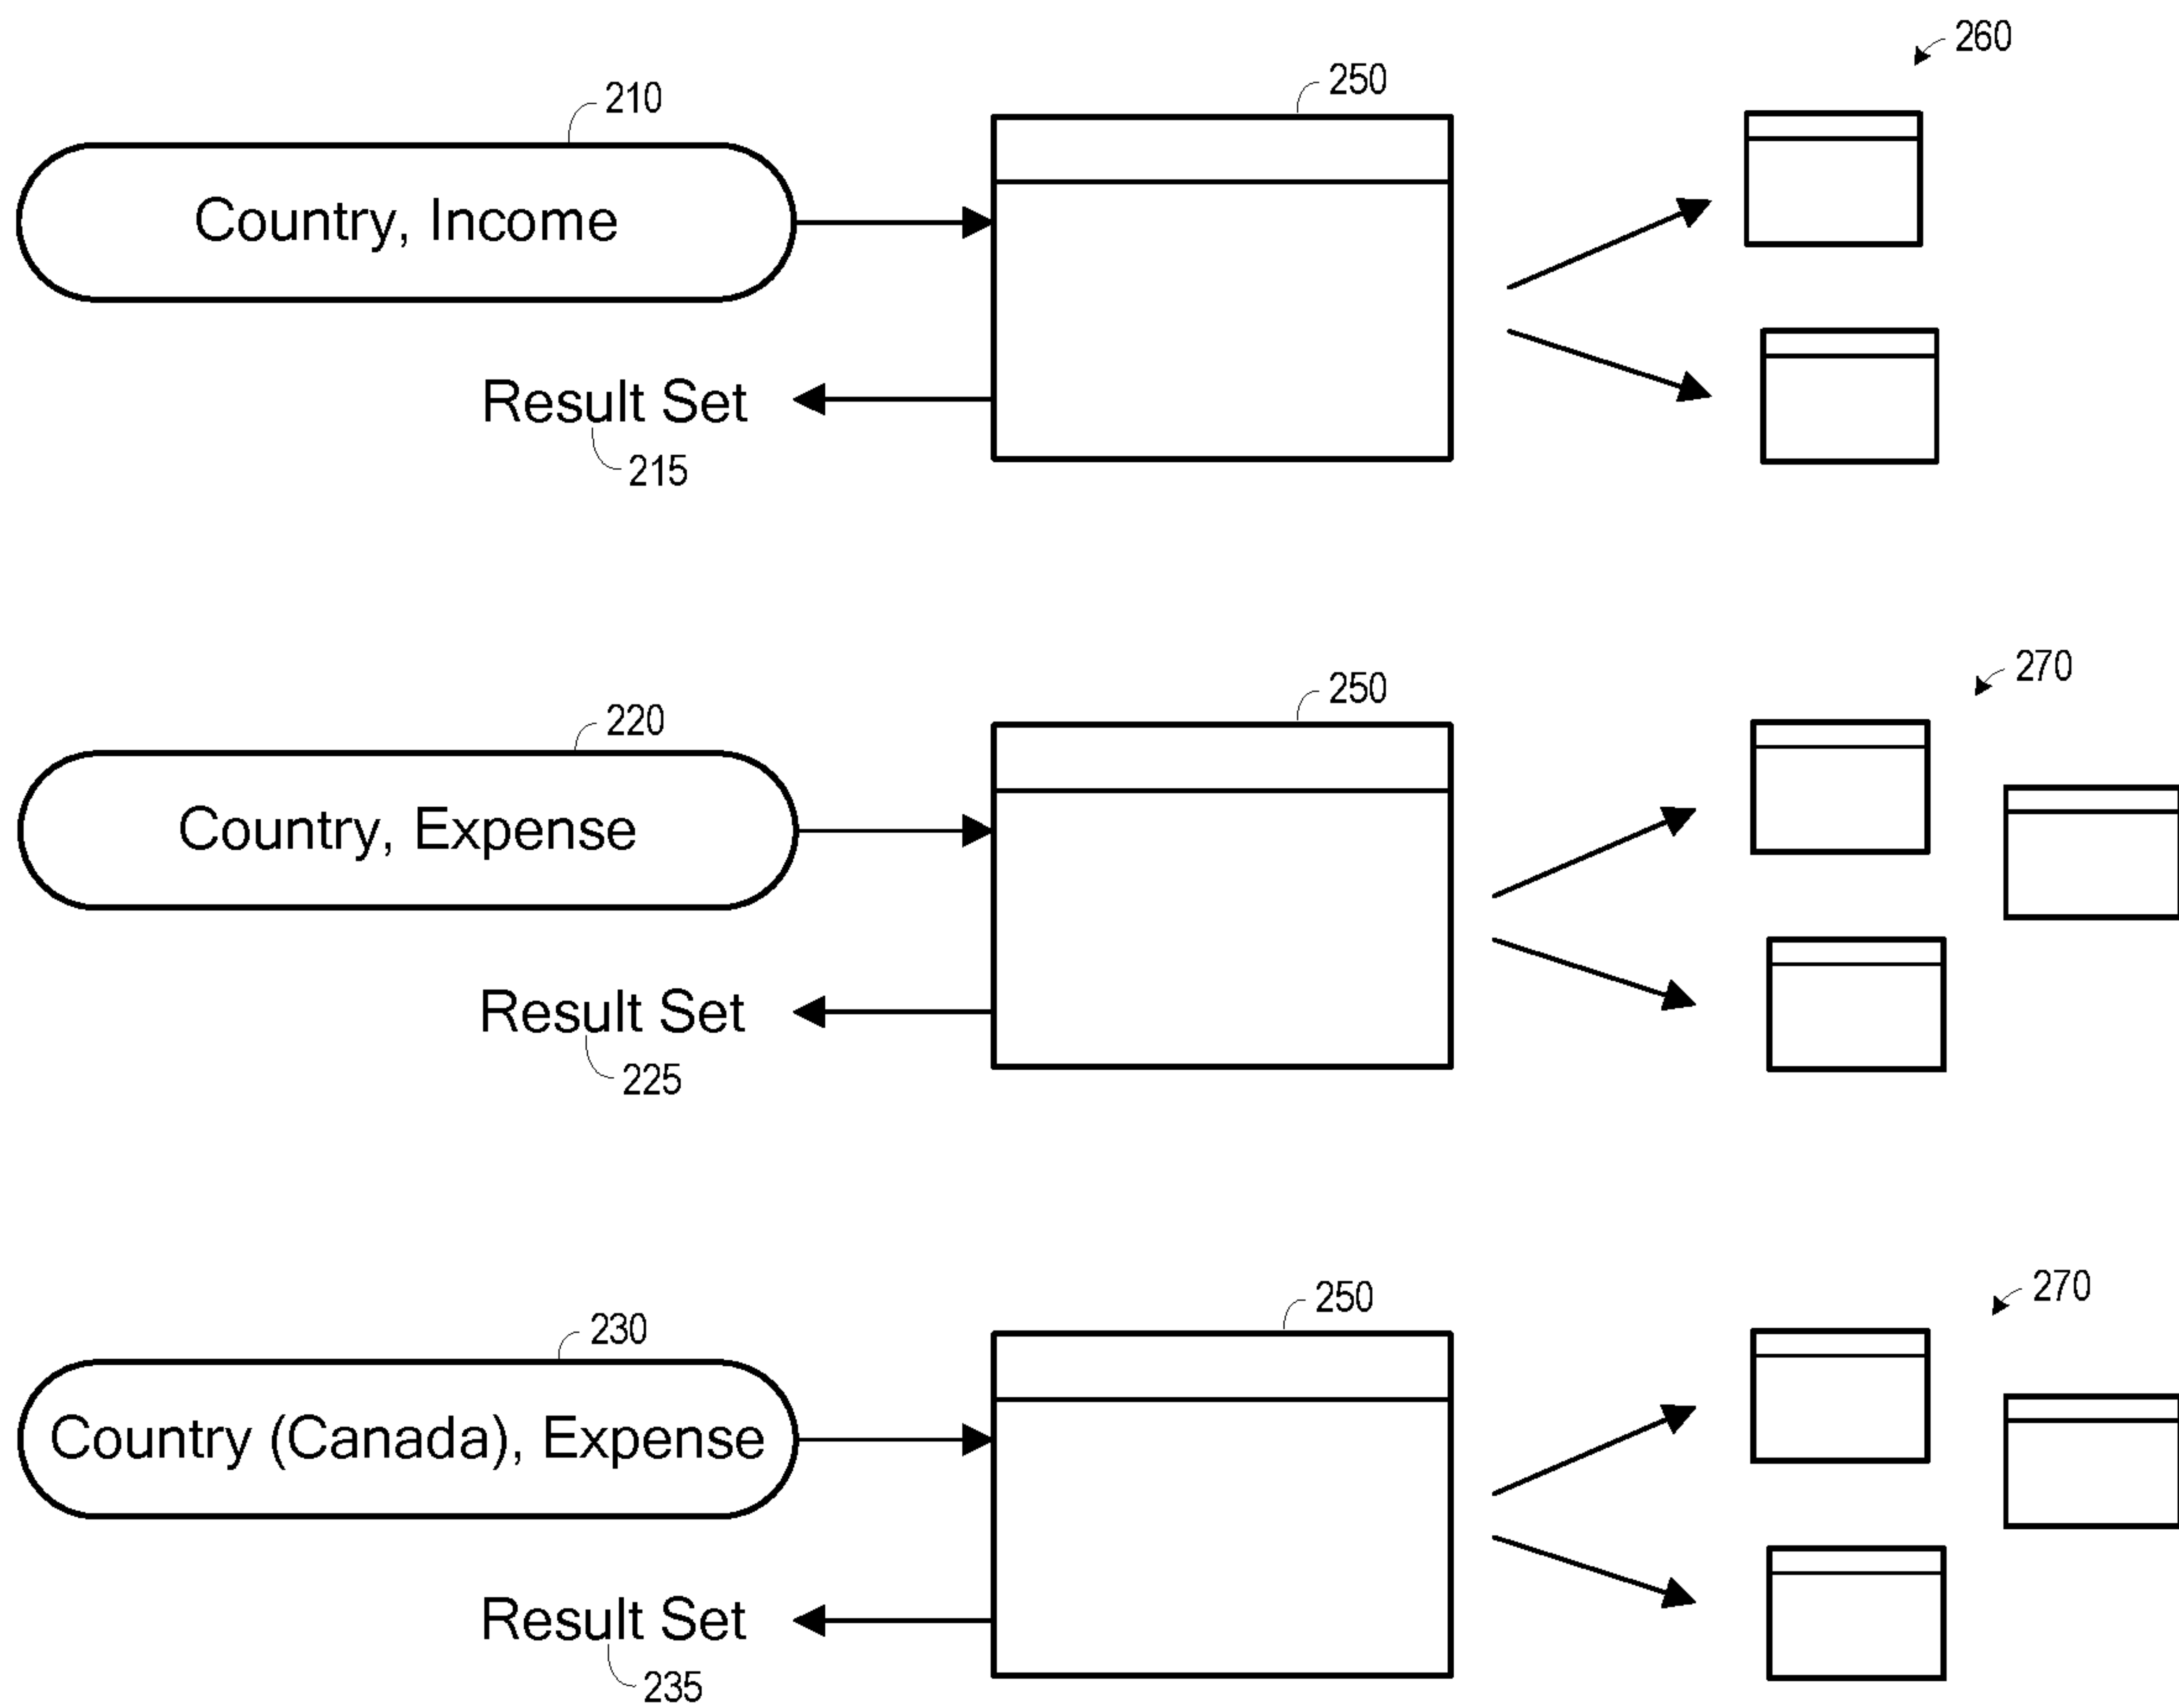 260
250
210
Country, Income
Result Set
215
270
250
220
Country, Expense
Result Set
225
270
250
230
Country (Canada), Expense
Result Set
235